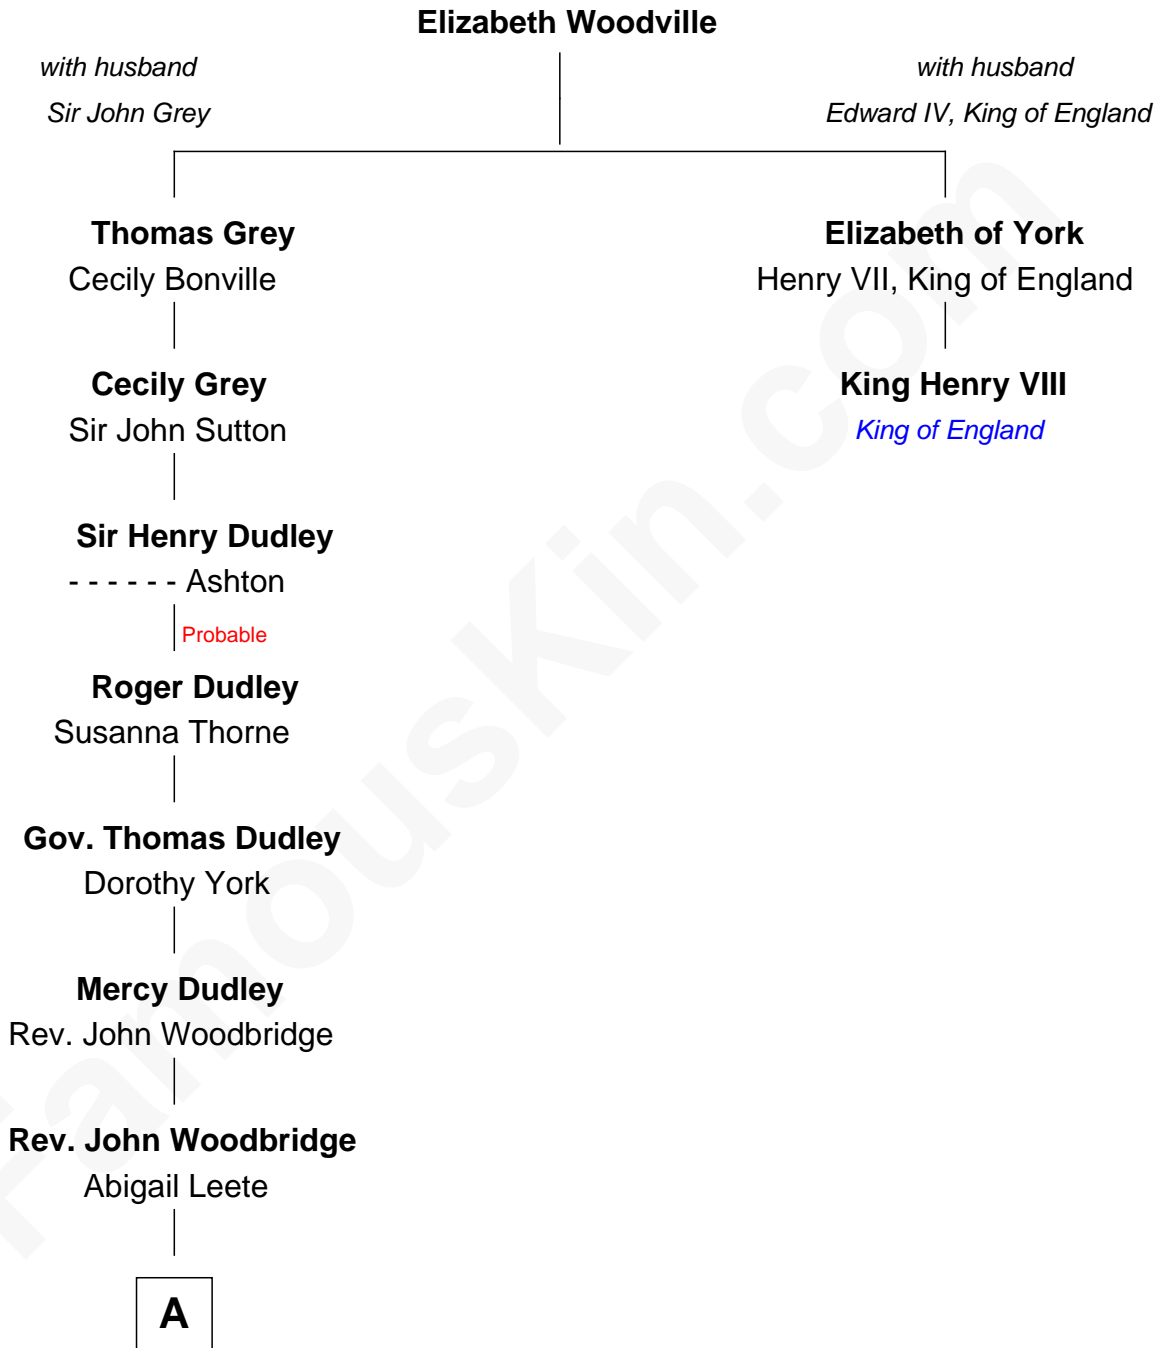 Elizabeth Woodville
with husband
Sir John Grey
with husband
Edward IV, King of England
Thomas Grey
Cecily Bonville
Elizabeth of York
Henry VII, King of England
Cecily Grey
Sir John Sutton
King Henry VIII
King of England
Sir Henry Dudley
- - - - - - Ashton
Probable
Roger Dudley
Susanna Thorne
Gov. Thomas Dudley
Dorothy York
Mercy Dudley
Rev. John Woodbridge
Rev. John Woodbridge
Abigail Leete
A
FamousKin.com